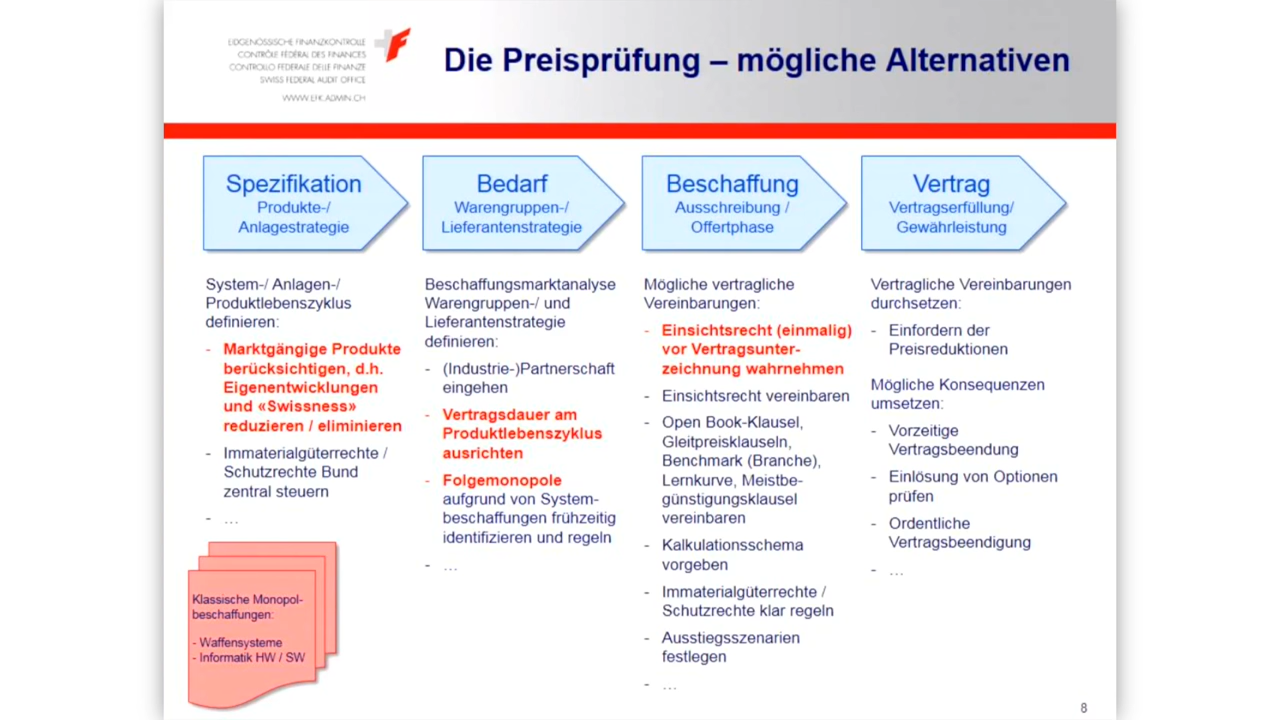 EIDGENÖSSISCHE FINANZKONTROLLE
CONTRÔLE FÉDÉRAL DES FINANCES
CONTROLLO FEDERALE DELLE FINANZE
SWISS FEDERAL AUDIT OFFICE
WWW.EFK.ADMIN.CH
Die Preisprüfung – mögliche Alternativen
Spezifikation
Produkte-/
Anlagestrategie
Bedarf
Warengruppen-/
Lieferantenstrategie
Beschaffung
Ausschreibung /
Offertphase
Vertrag
Vertragserfüllung/
Gewährleistung
System-/ Anlagen-/
Produktlebenszyklus
definieren:
- Marktgängige Produkte
berücksichtigen, d.h.
Eigenentwicklungen
und «Swissness»
reduzieren / eliminieren
- Immaterialgüterrechte /
Schutzrechte Bund
zentral steuern
- …
Klassische Monopol-
beschaffungen:
- Waffensysteme
- Informatik HW / SW
Beschaffungsmarktanalyse
Warengruppen-/ und
Lieferantenstrategie
definieren:
- (Industrie-)Partnerschaft
eingehen
- Vertragsdauer am
Produktlebenszyklus
ausrichten
- Folgemonopole
aufgrund von System-
beschaffungen frühzeitig
identifizieren und regeln
- …
Mögliche vertragliche
Vereinbarungen:
- Einsichtsrecht (einmalig)
vor Vertragsunter-
zeichnung wahrnehmen
- Einsichtsrecht vereinbaren
- Open Book-Klausel,
Gleitpreisklauseln,
Benchmark (Branche),
Lernkurve, Meistbe-
günstigungsklausel
vereinbaren
- Kalkulationsschema
vorgeben
- Immaterialgüterrechte /
Schutzrechte klar regeln
- Ausstiegsszenarien
festlegen
- …
Vertragliche Vereinbarungen
durchsetzen:
- Einfordern der
Preisreduktionen
Mögliche Konsequenzen
umsetzen:
- Vorzeitige
Vertragsbeendung
- Einlösung von Optionen
prüfen
- Ordentliche
Vertragsbeendigung
- …
8